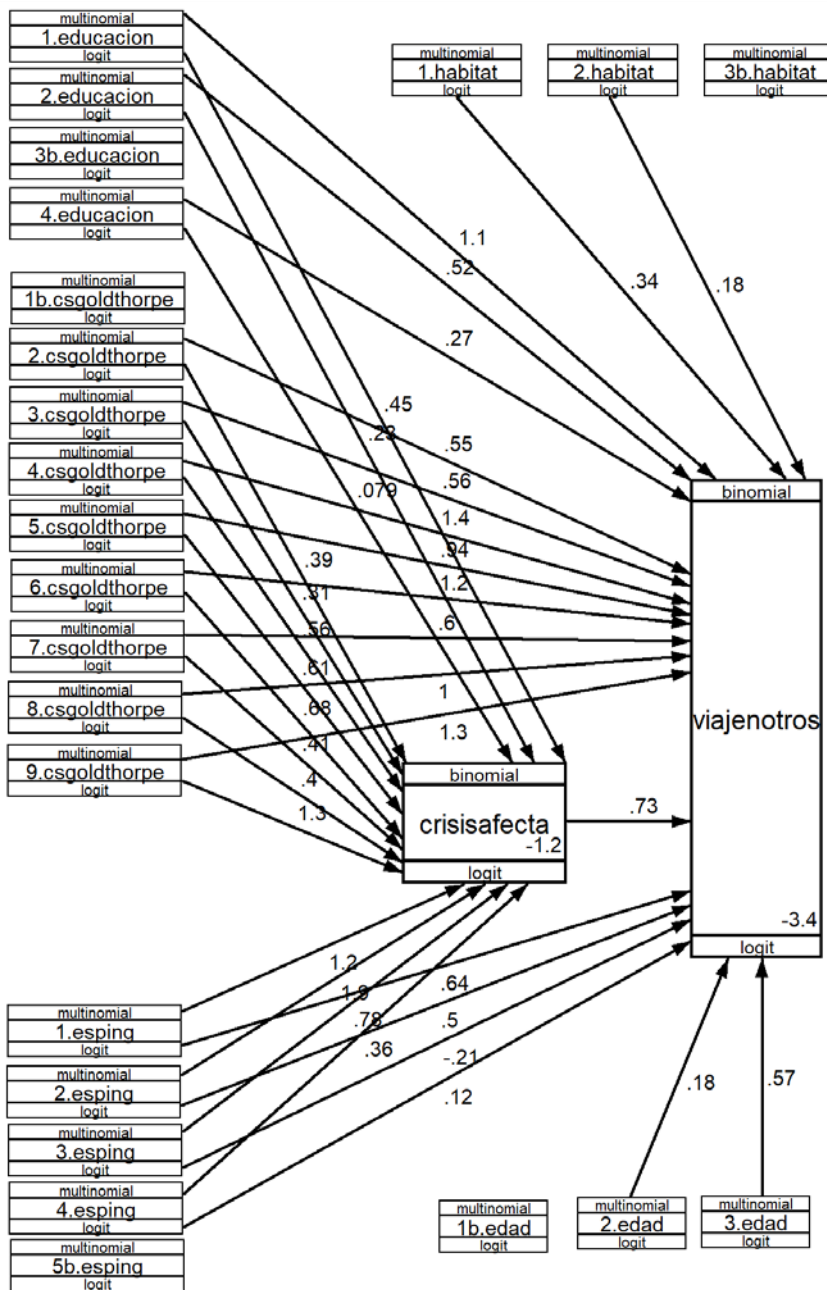 multinomial
1.educacion
logit
multinomial
2.educacion
logit
multinomial
3b.educacion
logit
multinomial
4.educacion
logit
multinomial
1b.csgoldthorpe
logit
multinomial
2.csgoldthorpe
logit
multinomial
3.csgoldthorpe
logit
multinomial
4.csgoldthorpe
logit
multinomial
5.csgoldthorpe
logit
multinomial
6.csgoldthorpe
logit
multinomial
7.csgoldthorpe
logit
multinomial
8.csgoldthorpe
logit
multinomial
9.csgoldthorpe
logit
multinomial
1.esping
logit
multinomial
2.esping
logit
multinomial
3.esping
logit
multinomial
4.esping
logit
multinomial
5b.esping
logit
multinomial
1.habitat
logit
multinomial
2.habitat
logit
multinomial
3b.habitat
logit
1.1
.52
.27
.34
.18
.45
.23
.079
.55
.56
1.4
.94
1.2
.6
1
1.3
.39
.31
.56
.61
.68
.41
.4
1.3
binomial
crisisafecta
-1.2
logit
.73
binomial
viajenotros
-3.4
logit
1.2
1.9
.78
.36
.64
.5
-.21
.12
.18
.57
multinomial
1b.edad
logit
multinomial
2.edad
logit
multinomial
3.edad
logit